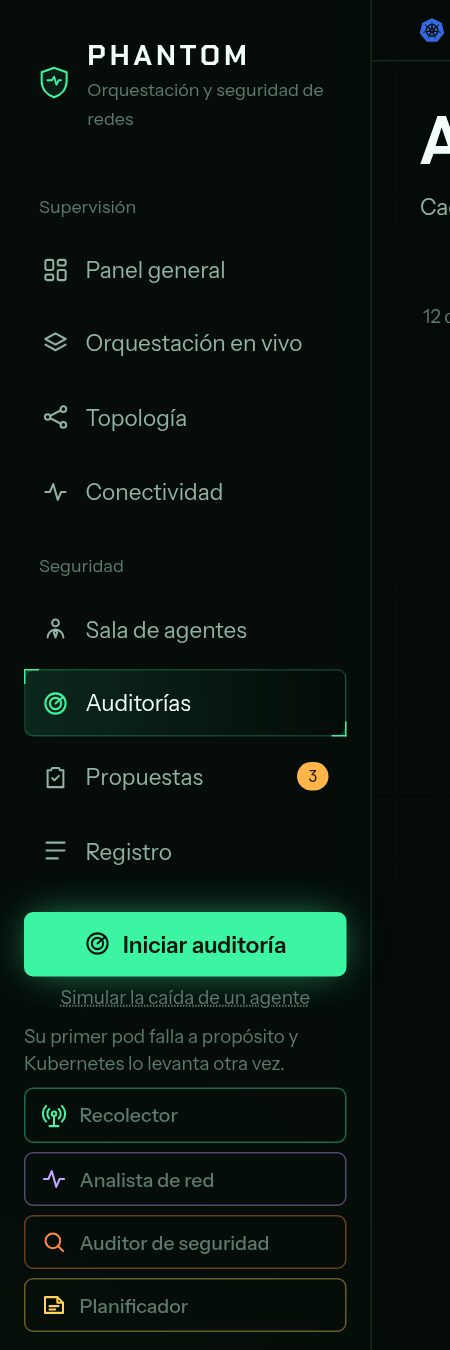 PHANTOM
Orquestación y seguridad de
redes
Supervisión
Panel general
Orquestación en vivo
Topología
Conectividad
Seguridad
Sala de agentes
Auditorías
Propuestas 3
Registro
Iniciar auditoría
Simular la caída de un agente
Su primer pod falla a propósito y
Kubernetes lo levanta otra vez.
Recolector
Analista de red
Auditor de seguridad
Planificador
A
12